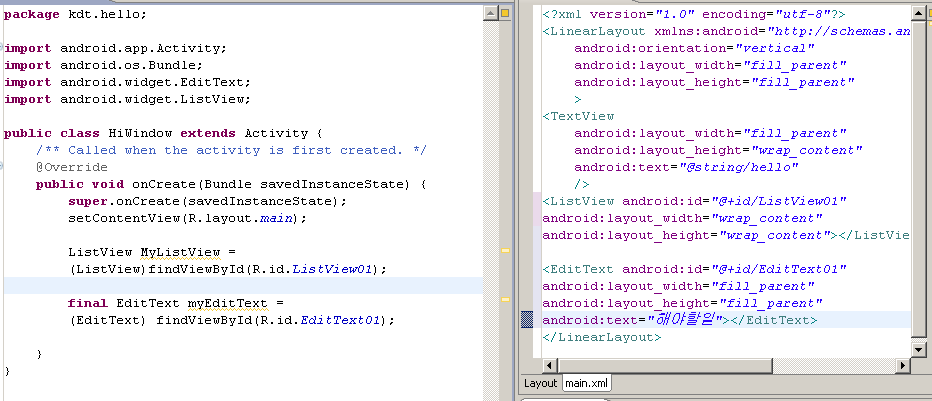 package kdt.hello;
import android.app.Activity;
import android.os.Bundle;
import android.widget.EditText;
import android.widget.ListView;
public class HiWindow extends Activity {
/** Called when the activity is first created. */
@Override
public void onCreate(Bundle savedInstanceState) {
super.onCreate(savedInstanceState);
setContentView(R.layout.main);
ListView MyListView =
(ListView)findViewById(R.id.ListView01);
final EditText myEditText =
(EditText) findViewById(R.id.EditText01);
}
}
<?xml version="1.0" encoding="utf-8"?>
<LinearLayout xmlns:android="http://schemas.an
android:orientation="vertical"
android:layout_width="fill_parent"
android:layout_height="fill_parent"
>
<TextView
android:layout_width="fill_parent"
android:layout_height="wrap_content"
android:text="@string/hello"
/>
<ListView android:id="@+id/ListView01"
android:layout_width="wrap_content"
android:layout_height="wrap_content"></ListVie
<EditText android:id="@+id/EditText01"
android:layout_width="fill_parent"
android:layout_height="fill_parent"
android:text="해야할일"></EditText>
</LinearLayout>
Layout main.xml